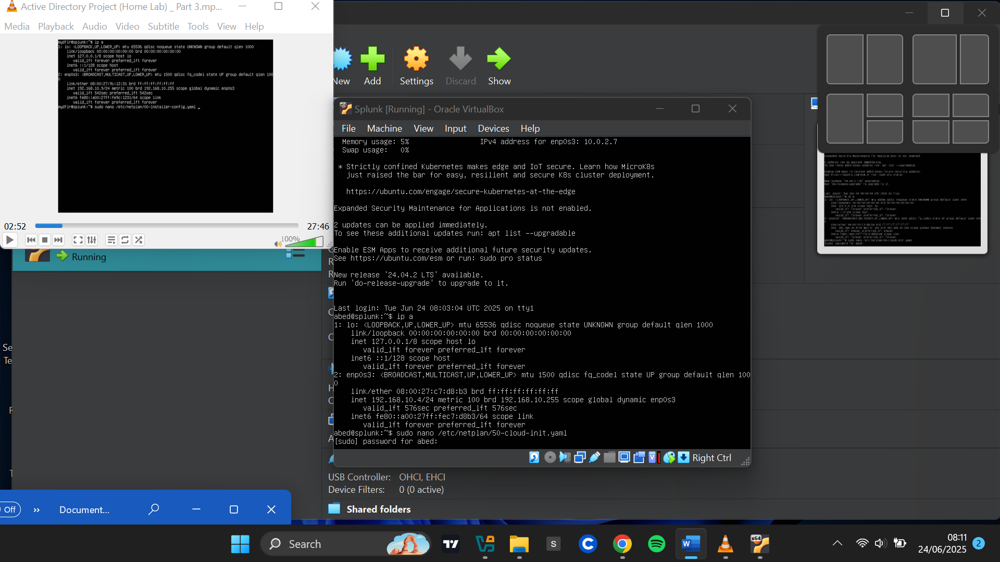 Active Directory Project (Home Lab) _ Part 3.mp...
Media Playback Audio Video Subtitle Tools View Help
mydfir@splunk:~$ ip a
1: lo: <LOOPBACK,UP,LOWER_UP> mtu 65536 qdisc noqueue state UNKNOWN group default qlen 1000
link/loopback 00:00:00:00:00:00 brd 00:00:00:00:00:00
inet 127.0.0.1/8 scope host lo
valid_lft forever preferred_lft forever
inet6 ::1/128 scope host
valid_lft forever preferred_lft forever
2: enp0s3: <BROADCAST,MULTICAST,UP,LOWER_UP> mtu 1500 qdisc fq_codel state UP group default qlen 100
0
link/ether 08:00:27:9c:12:31 brd ff:ff:ff:ff:ff:ff
inet 192.168.10.9/24 metric 100 brd 192.168.10.255 scope global dynamic enp0s3
valid_lft 542sec preferred_lft 542sec
inet6 fe80::a00:27ff:fe9c:1231/64 scope link
valid_lft forever preferred_lft forever
mydfir@splunk:~$ sudo nano /etc/netplan/00-installer-config.yaml _
02:52 27:46
100%
Running
New Add Settings Discard Show
Splunk [Running] - Oracle VirtualBox
File Machine View Input Devices Help
Memory usage: 5% IPv4 address for enp0s3: 10.0.2.7
Swap usage: 0%
* Strictly confined Kubernetes makes edge and IoT secure. Learn how MicroK8s
just raised the bar for easy, resilient and secure K8s cluster deployment.
https://ubuntu.com/engage/secure-kubernetes-at-the-edge
Expanded Security Maintenance for Applications is not enabled.
2 updates can be applied immediately.
To see these additional updates run: apt list --upgradable
Enable ESM Apps to receive additional future security updates.
See https://ubuntu.com/esm or run: sudo pro status
New release '24.04.2 LTS' available.
Run 'do-release-upgrade' to upgrade to it.
Last login: Tue Jun 24 08:03:04 UTC 2025 on tty1
abed@splunk:~$ ip a
1: lo: <LOOPBACK,UP,LOWER_UP> mtu 65536 qdisc noqueue state UNKNOWN group default qlen 1000
link/loopback 00:00:00:00:00:00 brd 00:00:00:00:00:00
inet 127.0.0.1/8 scope host lo
valid_lft forever preferred_lft forever
inet6 ::1/128 scope host
valid_lft forever preferred_lft forever
2: enp0s3: <BROADCAST,MULTICAST,UP,LOWER_UP> mtu 1500 qdisc fq_codel state UP group default qlen 100
0
link/ether 08:00:27:c7:d8:b3 brd ff:ff:ff:ff:ff:ff
inet 192.168.10.4/24 metric 100 brd 192.168.10.255 scope global dynamic enp0s3
valid_lft 576sec preferred_lft 576sec
inet6 fe80::a00:27ff:fec7:d8b3/64 scope link
valid_lft forever preferred_lft forever
abed@splunk:~$ sudo nano /etc/netplan/50-cloud-init.yaml
[sudo] password for abed:
Right Ctrl
USB Controller: OHCI, EHCI
Device Filters: 0 (0 active)
Shared folders
Se
Te
Off » Document...
Search
08:11
24/06/2025
2